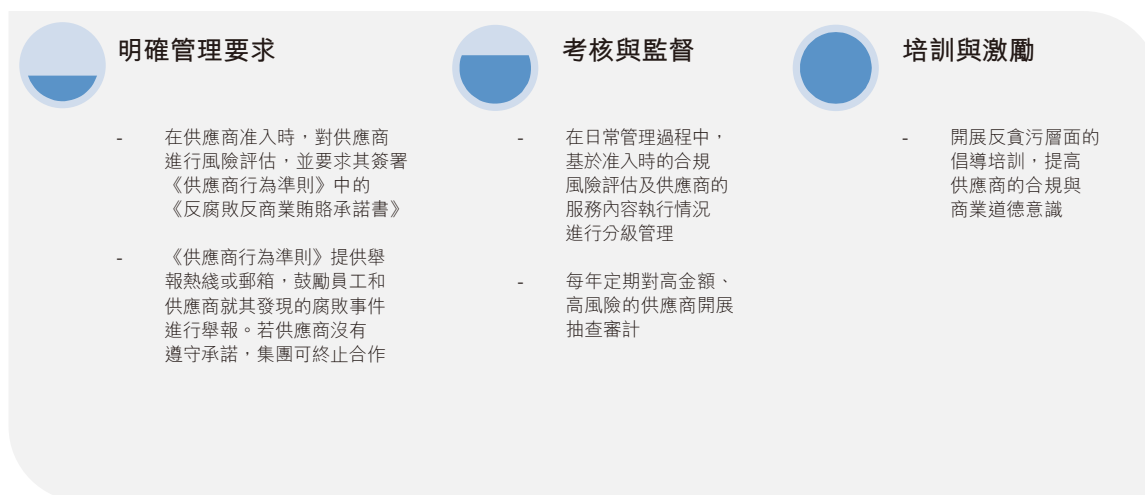 明確管理要求
- 在供應商准入時，對供應商
進行風險評估，並要求其簽署
《供應商行為準則》中的
《反腐敗反商業賄賂承諾書》
- 《供應商行為準則》提供舉
報熱綫或郵箱，鼓勵員工和
供應商就其發現的腐敗事件
進行舉報。若供應商沒有
遵守承諾，集團可終止合作
考核與監督
- 在日常管理過程中，
基於准入時的合規
風險評估及供應商的
服務內容執行情況
進行分級管理
- 每年定期對高金額、
高風險的供應商開展
抽查審計
培訓與激勵
- 開展反貪污層面的
倡導培訓，提高
供應商的合規與
商業道德意識